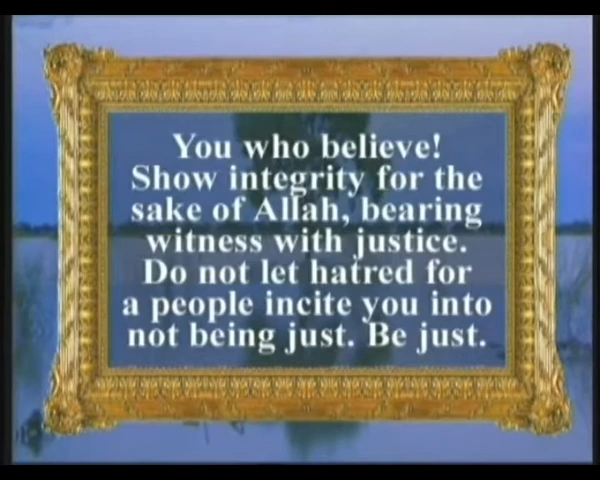 You who believe!
Show integrity for the
sake of Allah, bearing
witness with justice.
Do not let hatred for
a people incite you into
not being just. Be just.